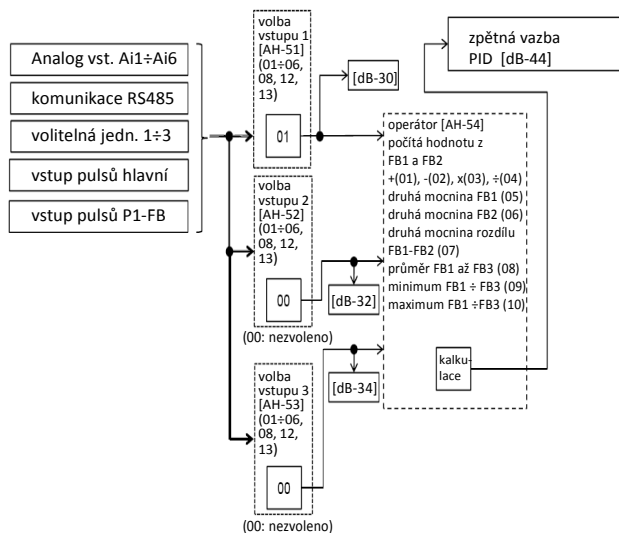 Analog vst. Ai1÷Ai6
komunikace RS485
volitelná jedn. 1÷3
vstup pulsů hlavní
vstup pulsů P1-FB
volba
vstupu 1
[AH-51]
(01÷06,
08, 12,
13)
01
[dB-30]
volba
vstupu 2
[AH-52]
(01÷06,
08, 12,
13)
00
(00: nezvoleno)
[dB-32]
volba
vstupu 3
[AH-53]
(01÷06,
08, 12,
13)
00
(00: nezvoleno)
[dB-34]
operátor [AH-54]
počítá hodnotu z
FB1 a FB2
+(01), -(02), x(03), ÷(04)
druhá mocnina FB1 (05)
druhá mocnina FB2 (06)
druhá mocnina rozdílu
FB1-FB2 (07)
průměr FB1 až FB3 (08)
minimum FB1 ÷ FB3 (09)
maximum FB1 ÷FB3 (10)
kalku-
lace
zpětná vazba
PID [dB-44]